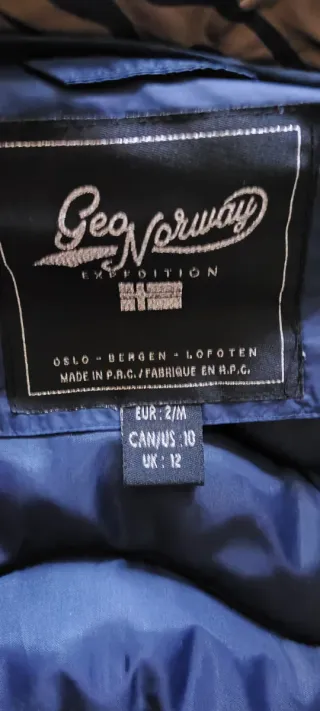 Geo Norway
EXPEDITION
OSLO - BERGEN - LOFOTEN
MADE IN P.R.C./FABRIQUE EN R.P.C.
EUR : 2/M
CAN/US : 10
UK : 12